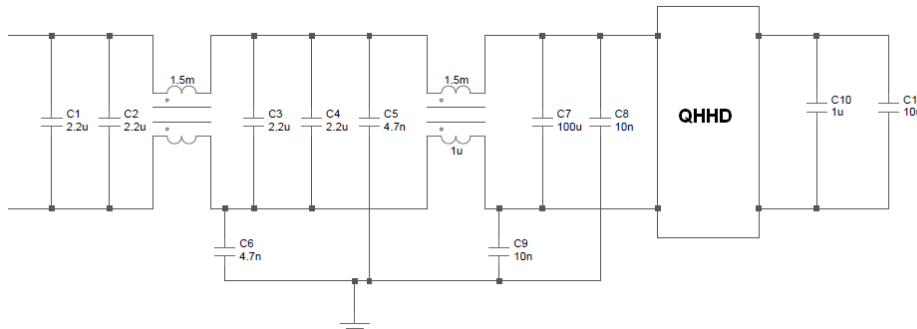 1.5m
1.5m
C1
2.2u
C2
2.2u
C3
2.2u
C4
2.2u
C5
4.7n
1u
C7
100u
C8
10n
QHHD
C10
1u
C6
4.7n
C9
10n